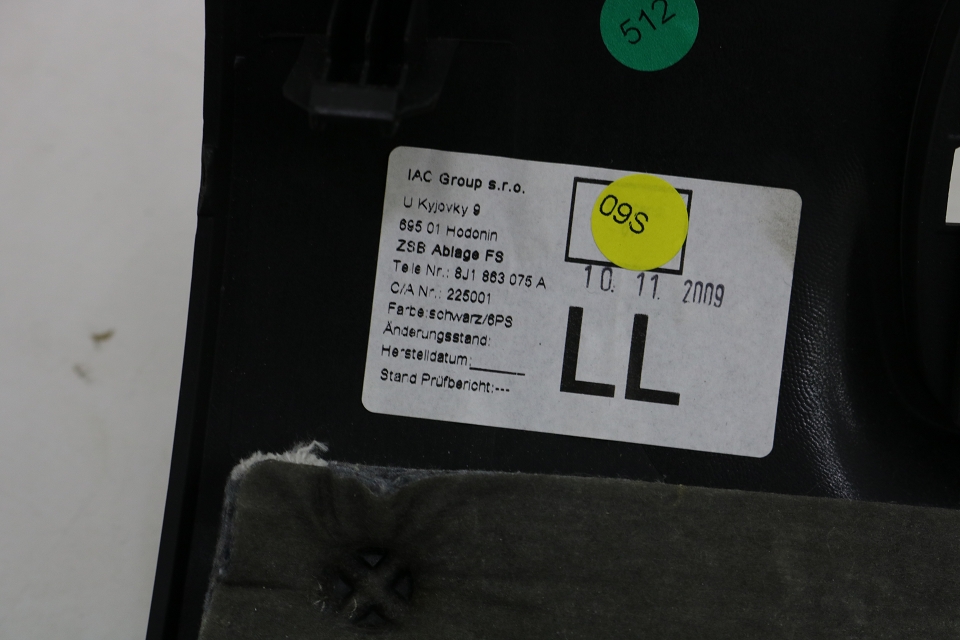 512
IAC Group s.r.o.
U Kyjovky 9
695 01 Hodonin
ZSB Ablage FS
Teile Nr.: 8J1 863 075 A
C/A Nr.: 225001
Farbe:schwarz/6PS
Änderungsstand:
Herstelldatum:______
Stand Prüfbericht:---
09S
10. 11. 2009
LL